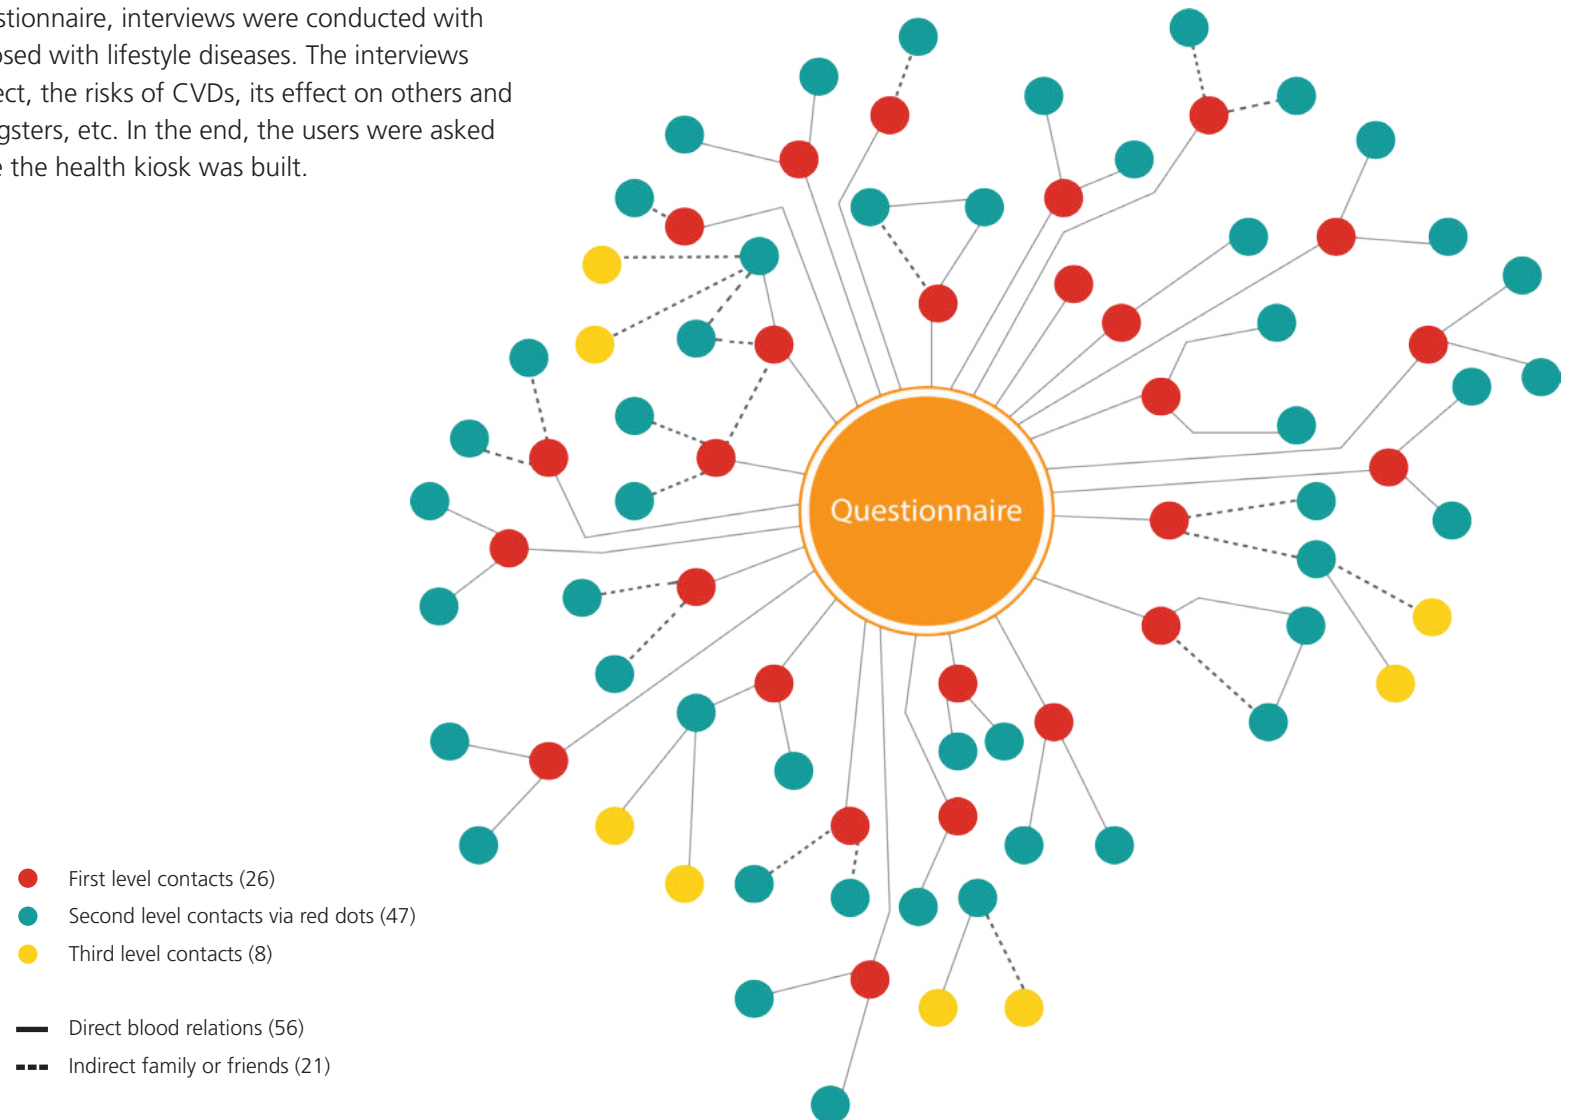 stionnaire, interviews were conducted with
osed with lifestyle diseases. The interviews
ect, the risks of CVDs, its effect on others and
gsters, etc. In the end, the users were asked
e the health kiosk was built.
Questionnaire
First level contacts (26)
Second level contacts via red dots (47)
Third level contacts (8)
Direct blood relations (56)
Indirect family or friends (21)